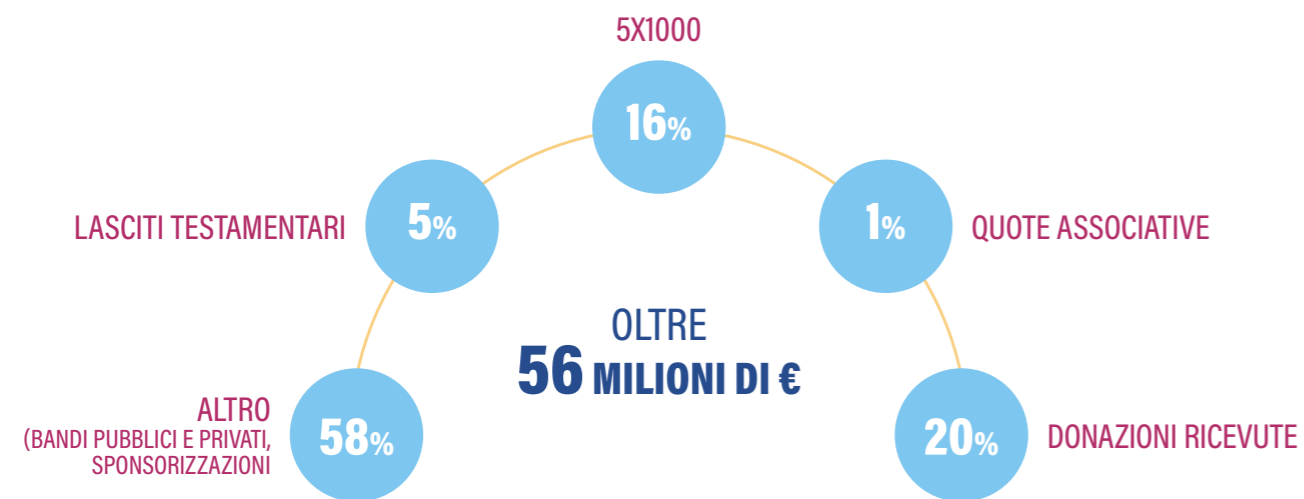 5X1000
16%
LASCITI TESTAMENTARI
5%
1%
QUOTE ASSOCIATIVE
OLTRE
56 MILIONI DI €
ALTRO
(BANDI PUBBLICI E PRIVATI,
SPONSORIZZAZIONI
58%
20%
DONAZIONI RICEVUTE